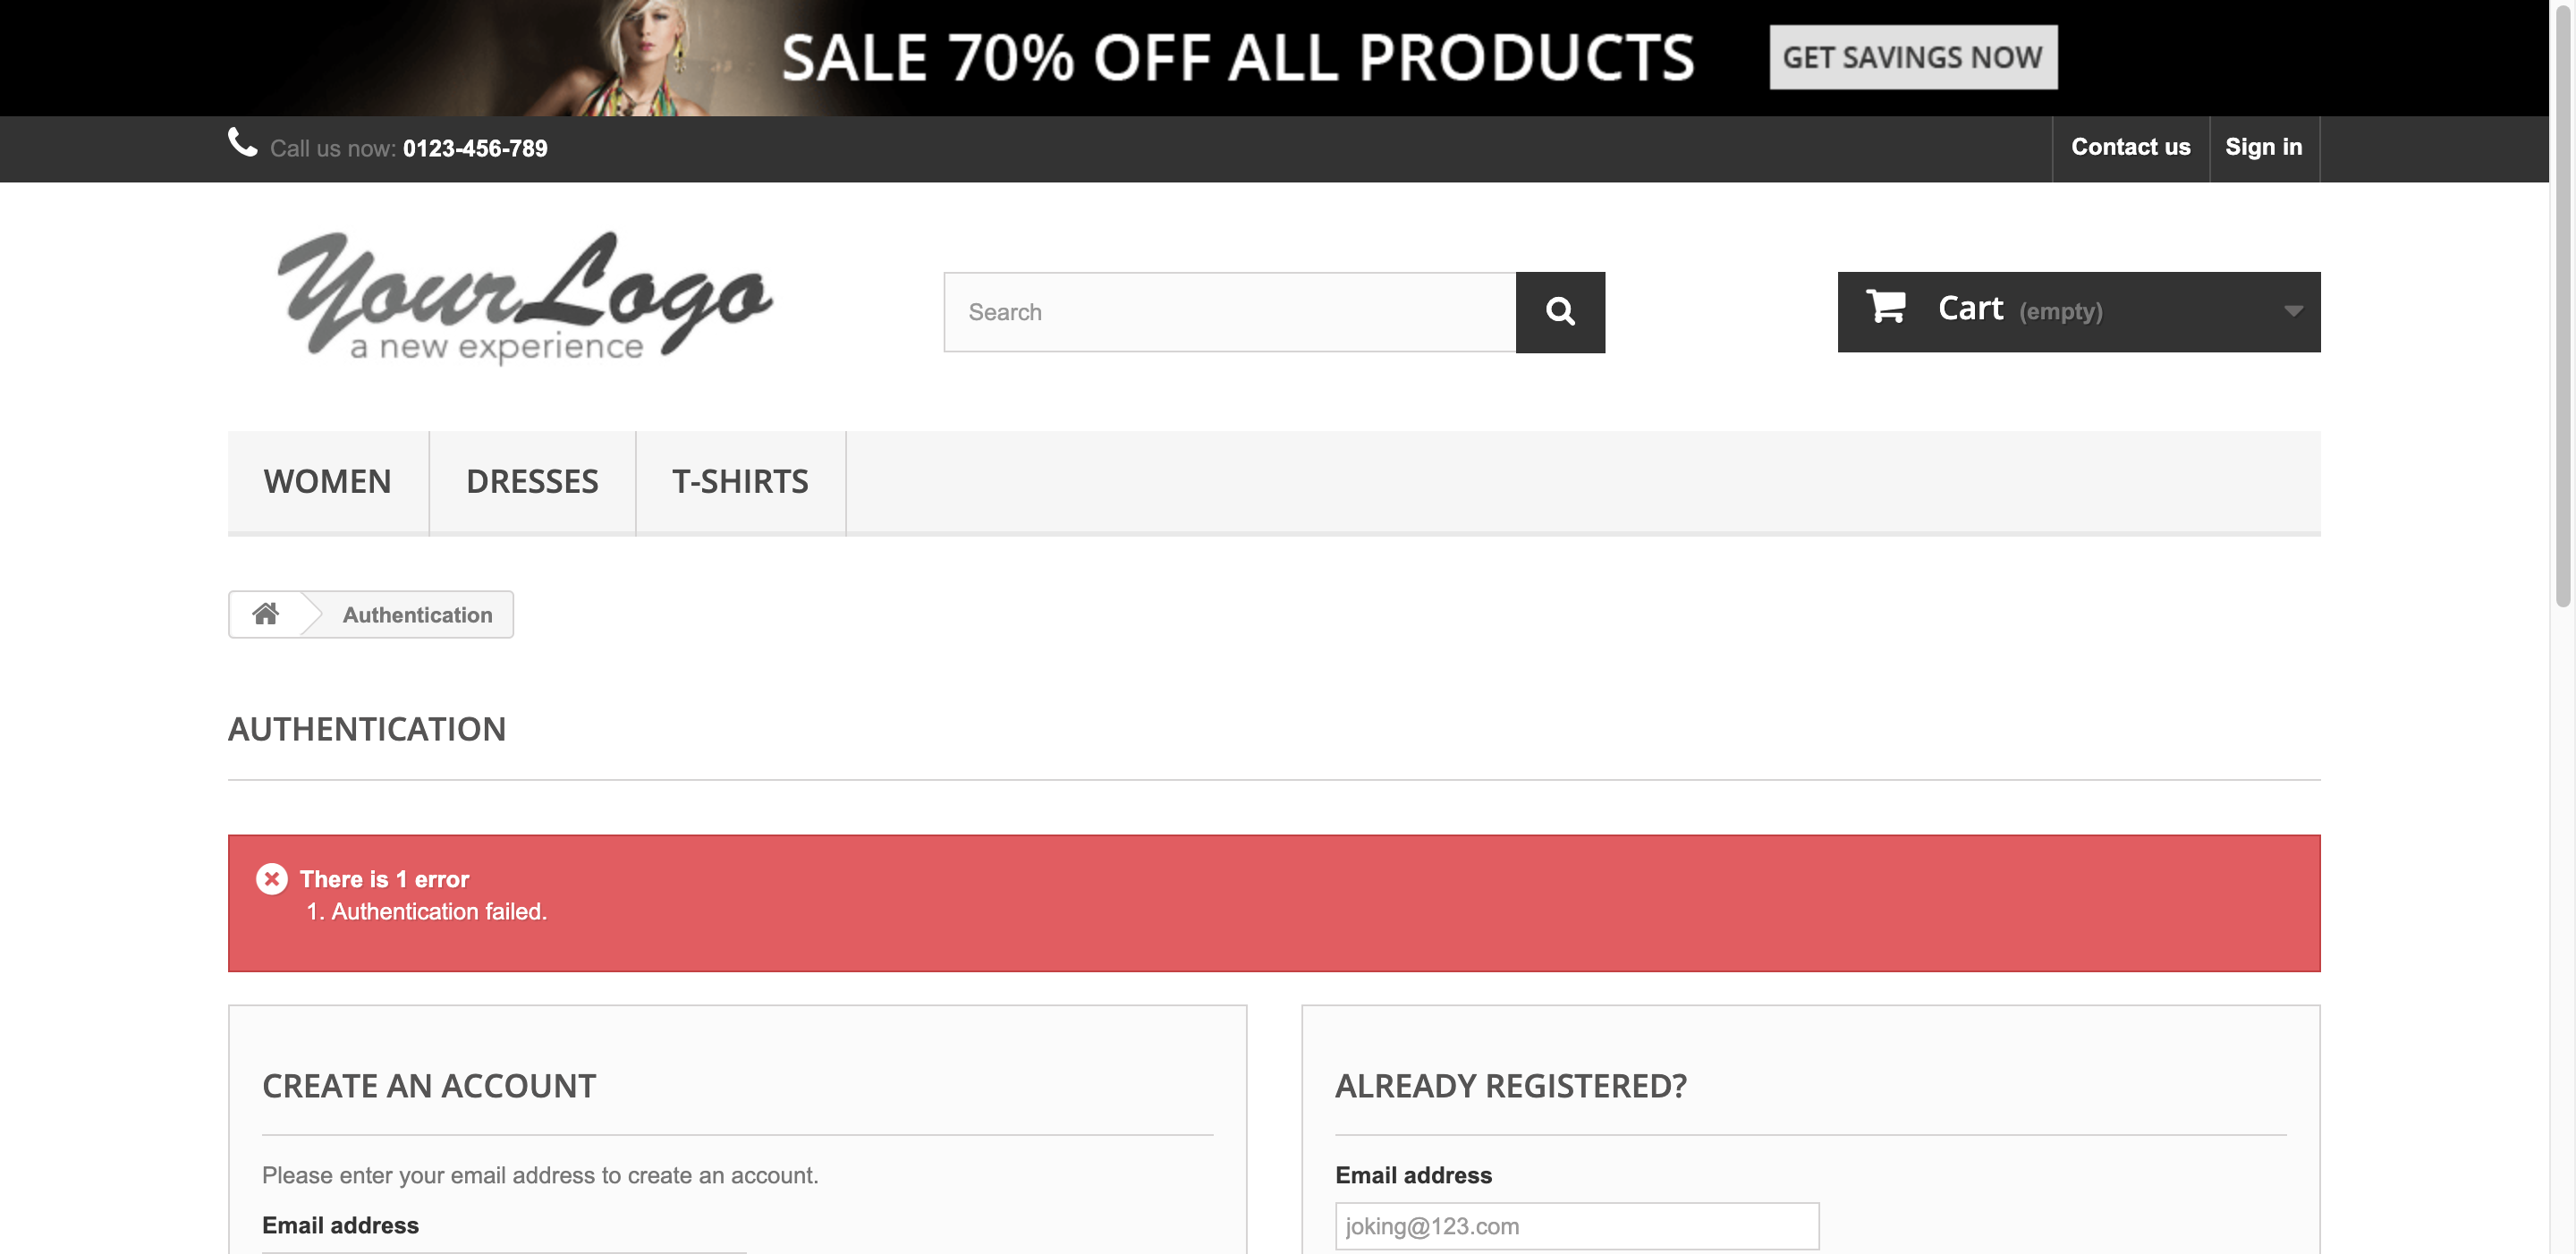 SALE 70% OFF ALL PRODUCTS GET SAVINGS NOW
Call us now: 0123-456-789 Contact us Sign in
Your Logo
a new experience
Search
Cart (empty)
WOMEN DRESSES T-SHIRTS
Authentication
AUTHENTICATION
There is 1 error
1. Authentication failed.
CREATE AN ACCOUNT
Please enter your email address to create an account.
Email address
ALREADY REGISTERED?
Email address
joking@123.com